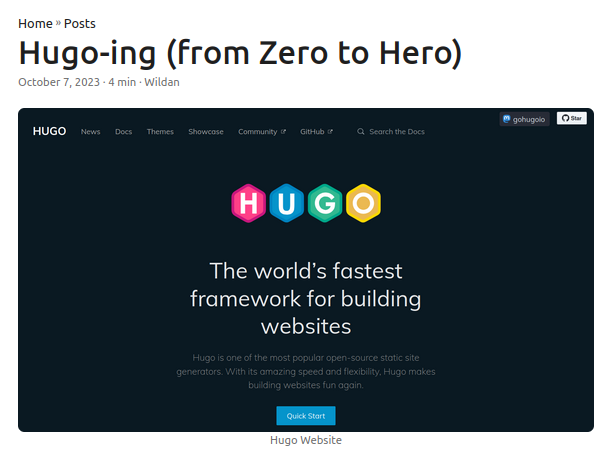 Home » Posts
Hugo-ing (from Zero to Hero)
October 7, 2023 · 4 min · Wildan
gohugoio Star
HUGO News Docs Themes Showcase Community GitHub Search the Docs
HUGO
The world's fastest
framework for building
websites
Hugo is one of the most popular open-source static site
generators. With its amazing speed and flexibility, Hugo makes
building websites fun again.
Quick Start
Hugo Website